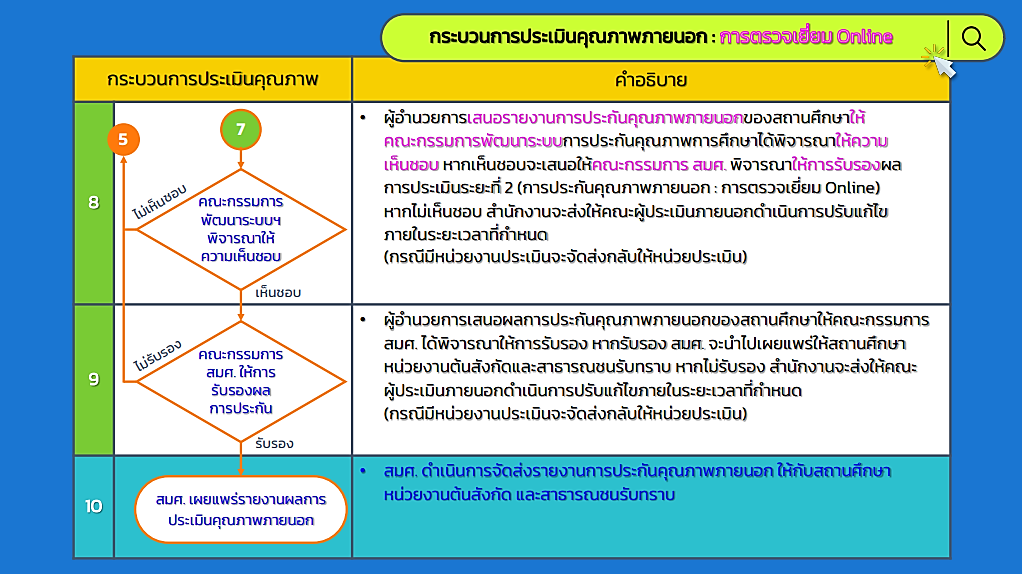 กระบวนการประเมินคุณภาพภายนอก : การตรวจเยี่ยม Online
กระบวนการประเมินคุณภาพ
คำอธิบาย
8
5
7
ไม่เห็นชอบ
คณะกรรมการ
พัฒนาระบบฯ
พิจารณาให้
ความเห็นชอบ
เห็นชอบ
• ผู้อำนวยการเสนอรายงานการประกันคุณภาพภายนอกของสถานศึกษาให้
คณะกรรมการพัฒนาระบบการประกันคุณภาพการศึกษาได้พิจารณาให้ความ
เห็นชอบ หากเห็นชอบจะเสนอให้คณะกรรมการ สมศ. พิจารณาให้การรับรองผล
การประเมินระยะที่ 2 (การประกันคุณภาพภายนอก : การตรวจเยี่ยม Online)
หากไม่เห็นชอบ สำนักงานจะส่งให้คณะผู้ประเมินภายนอกดำเนินการปรับแก้ไข
ภายในระยะเวลาที่กำหนด
(กรณีมีหน่วยงานประเมินจะจัดส่งกลับให้หน่วยประเมิน)
9
ไม่รับรอง
คณะกรรมการ
สมศ. ให้การ
รับรองผล
การประกัน
รับรอง
• ผู้อำนวยการเสนอผลการประกันคุณภาพภายนอกของสถานศึกษาให้คณะกรรมการ
สมศ. ได้พิจารณาให้การรับรอง หากรับรอง สมศ. จะนำไปเผยแพร่ให้สถานศึกษา
หน่วยงานต้นสังกัดและสาธารณชนรับทราบ หากไม่รับรอง สำนักงานจะส่งให้คณะ
ผู้ประเมินภายนอกดำเนินการปรับแก้ไขภายในระยะเวลาที่กำหนด
(กรณีมีหน่วยงานประเมินจะจัดส่งกลับให้หน่วยประเมิน)
10
สมศ. เผยแพร่รายงานผลการ
ประเมินคุณภาพภายนอก
• สมศ. ดำเนินการจัดส่งรายงานการประกันคุณภาพภายนอก ให้กับสถานศึกษา
หน่วยงานต้นสังกัด และสาธารณชนรับทราบ